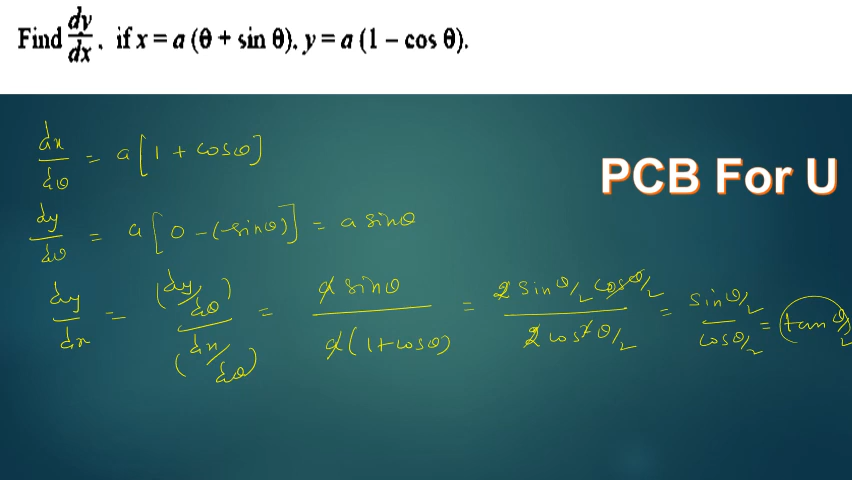 Find dy/dx, if x = a (θ + sin θ), y = a (1 – cos θ).
dx/dθ = a[1 + cosθ]
PCB For U
dy/dθ = a[0 -(-sinθ)] = a sinθ
dy/dx = (dy/dθ)/(dx/dθ) = a sinθ/a(1+cosθ) = 2 sinθ/2 cosθ/2 / 2 cos²θ/2 = sinθ/2 / cosθ/2 = tan θ/2